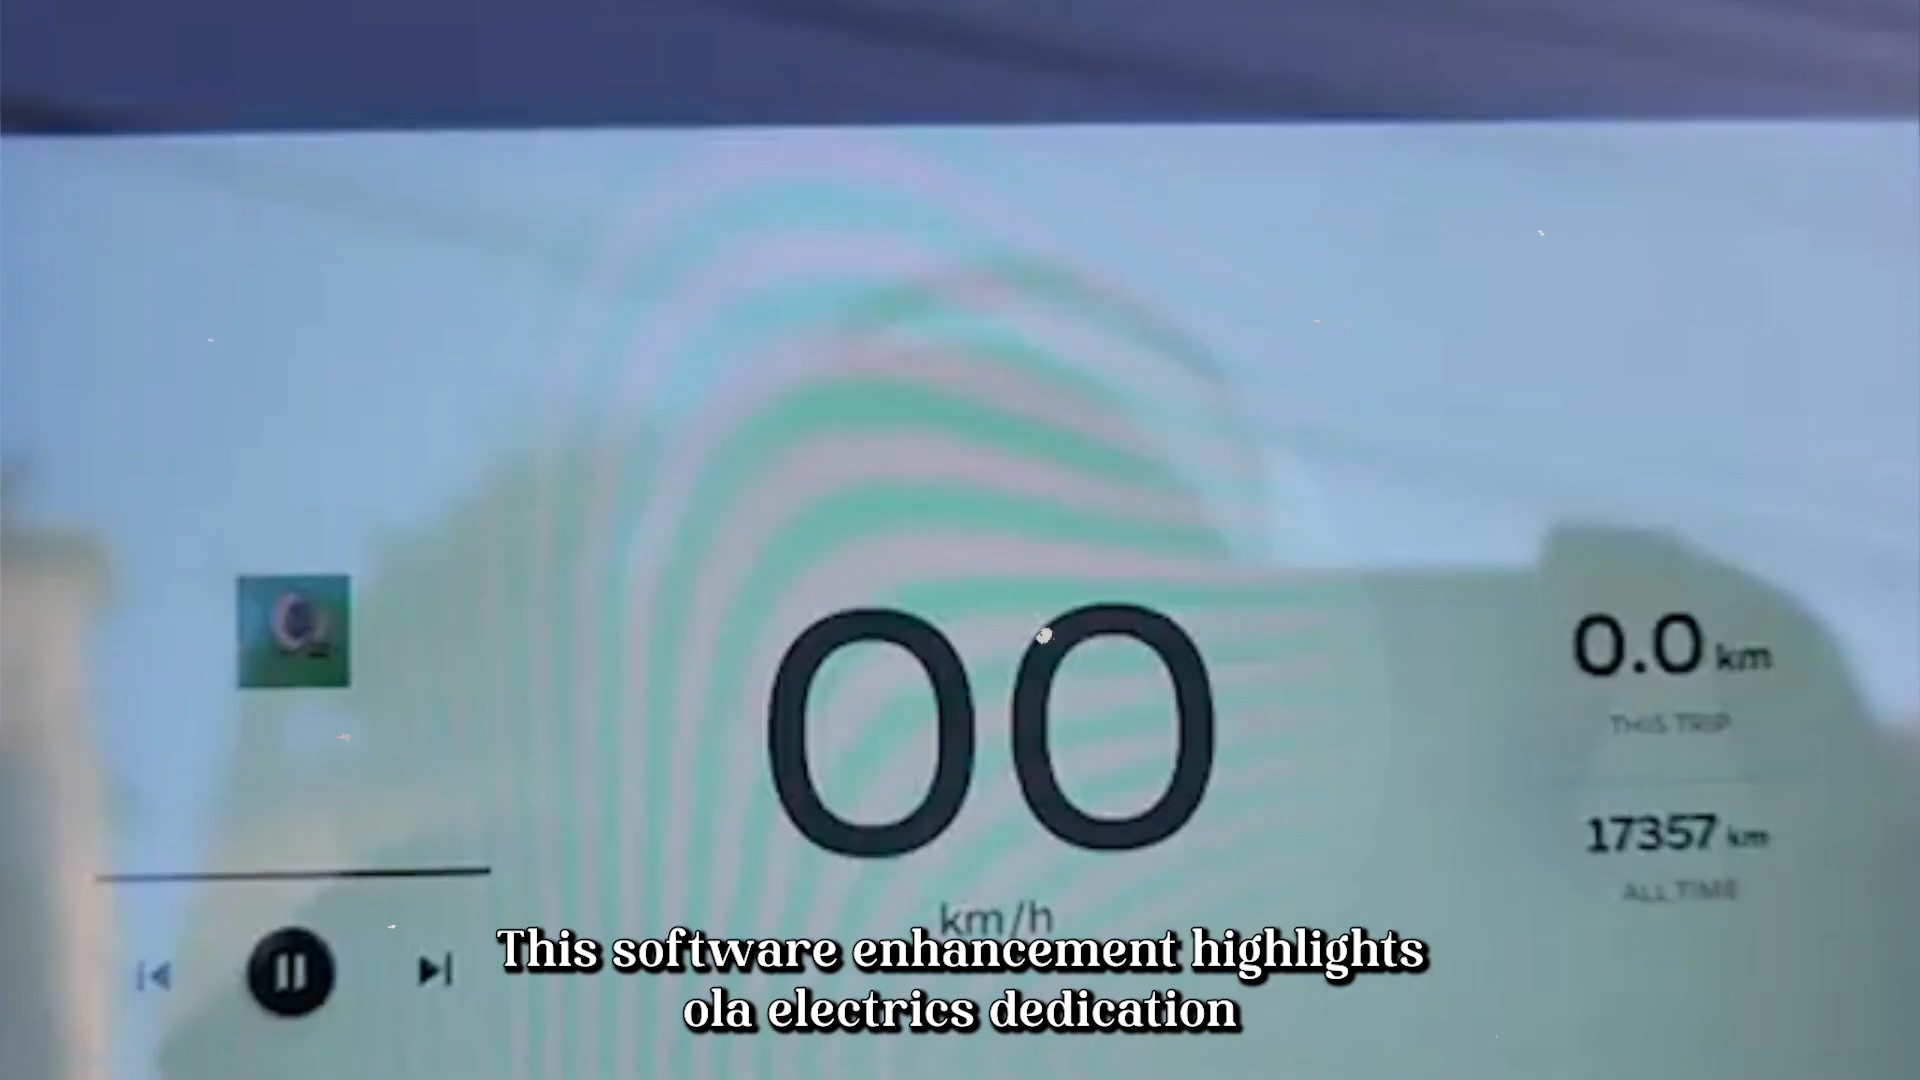 00
km/h
0.0 km
THIS TRIP
17357 km
ALL TIME
This software enhancement highlights
ola electrics dedication